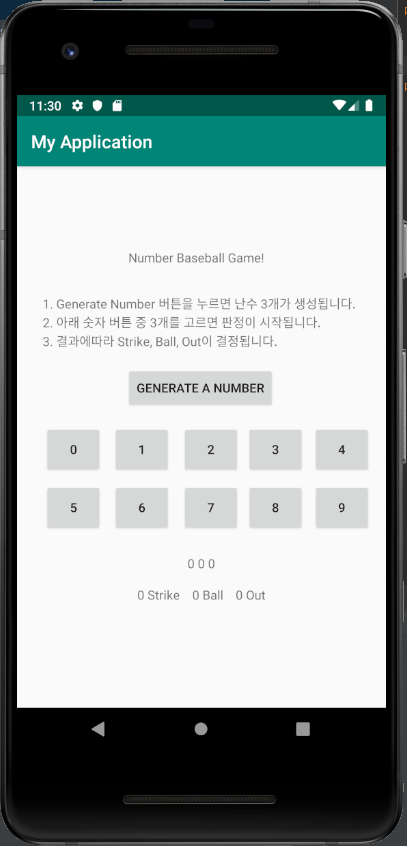 11:30
My Application
Number Baseball Game!
1. Generate Number 버튼을 누르면 난수 3개가 생성됩니다.
2. 아래 숫자 버튼 중 3개를 고르면 판정이 시작됩니다.
3. 결과에따라 Strike, Ball, Out이 결정됩니다.
GENERATE A NUMBER
0 1 2 3 4
5 6 7 8 9
0 0 0
0 Strike 0 Ball 0 Out